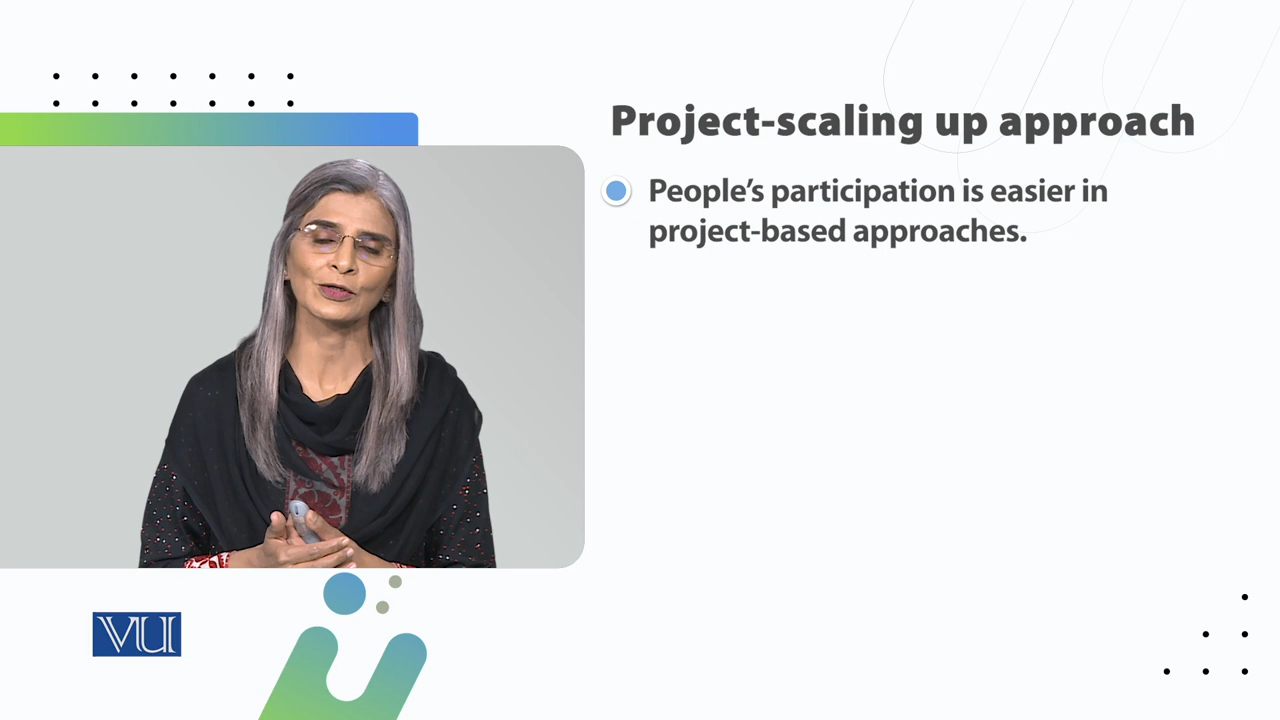 Project-scaling up approach
People's participation is easier in
project-based approaches.
VU